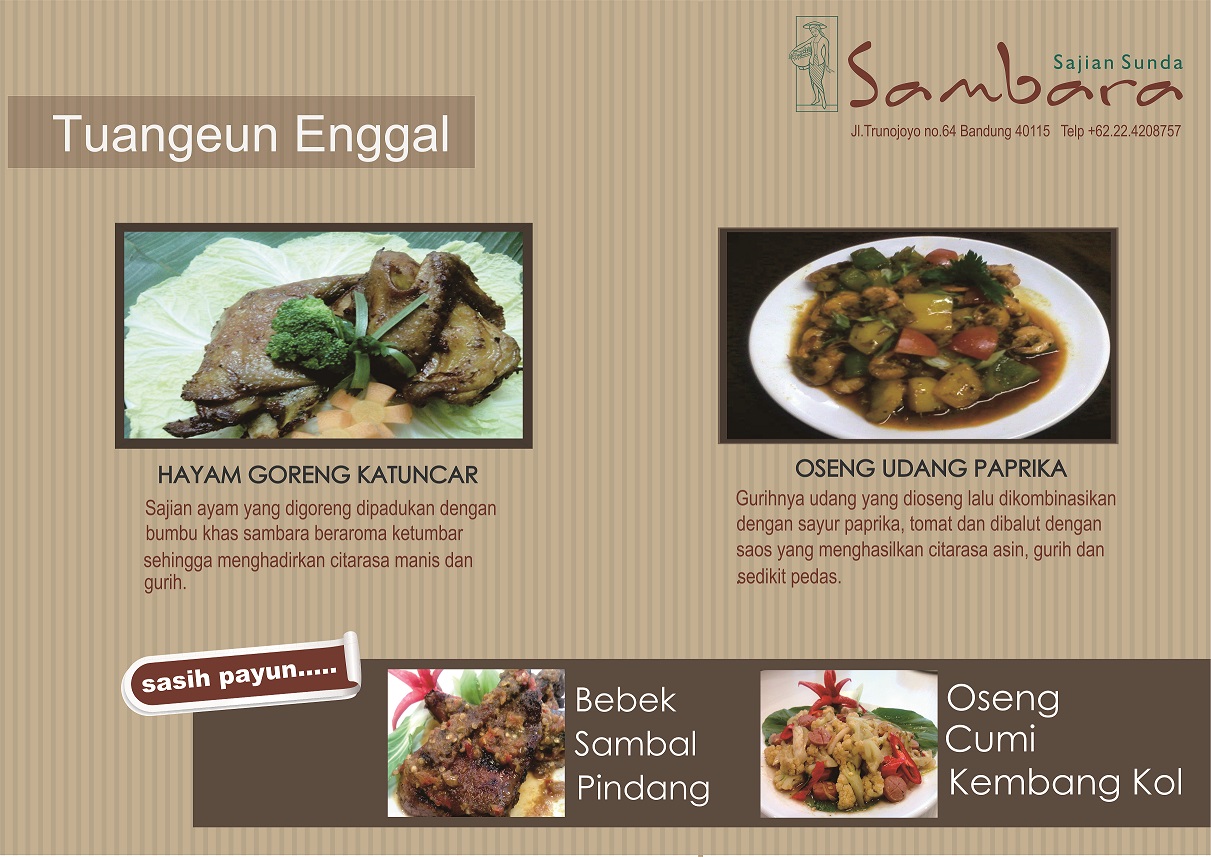 Sajian Sunda
Sambara
Jl.Trunojoyo no.64 Bandung 40115 Telp +62.22.4208757
Tuangeun Enggal
HAYAM GORENG KATUNCAR
Sajian ayam yang digoreng dipadukan dengan
bumbu khas sambara beraroma ketumbar
sehingga menghadirkan citarasa manis dan
gurih.
OSENG UDANG PAPRIKA
Gurihnya udang yang dioseng lalu dikombinasikan
dengan sayur paprika, tomat dan dibalut dengan
saos yang menghasilkan citarasa asin, gurih dan
.sedikit pedas.
sasih payun.....
Bebek
Sambal
Pindang
Oseng
Cumi
Kembang Kol